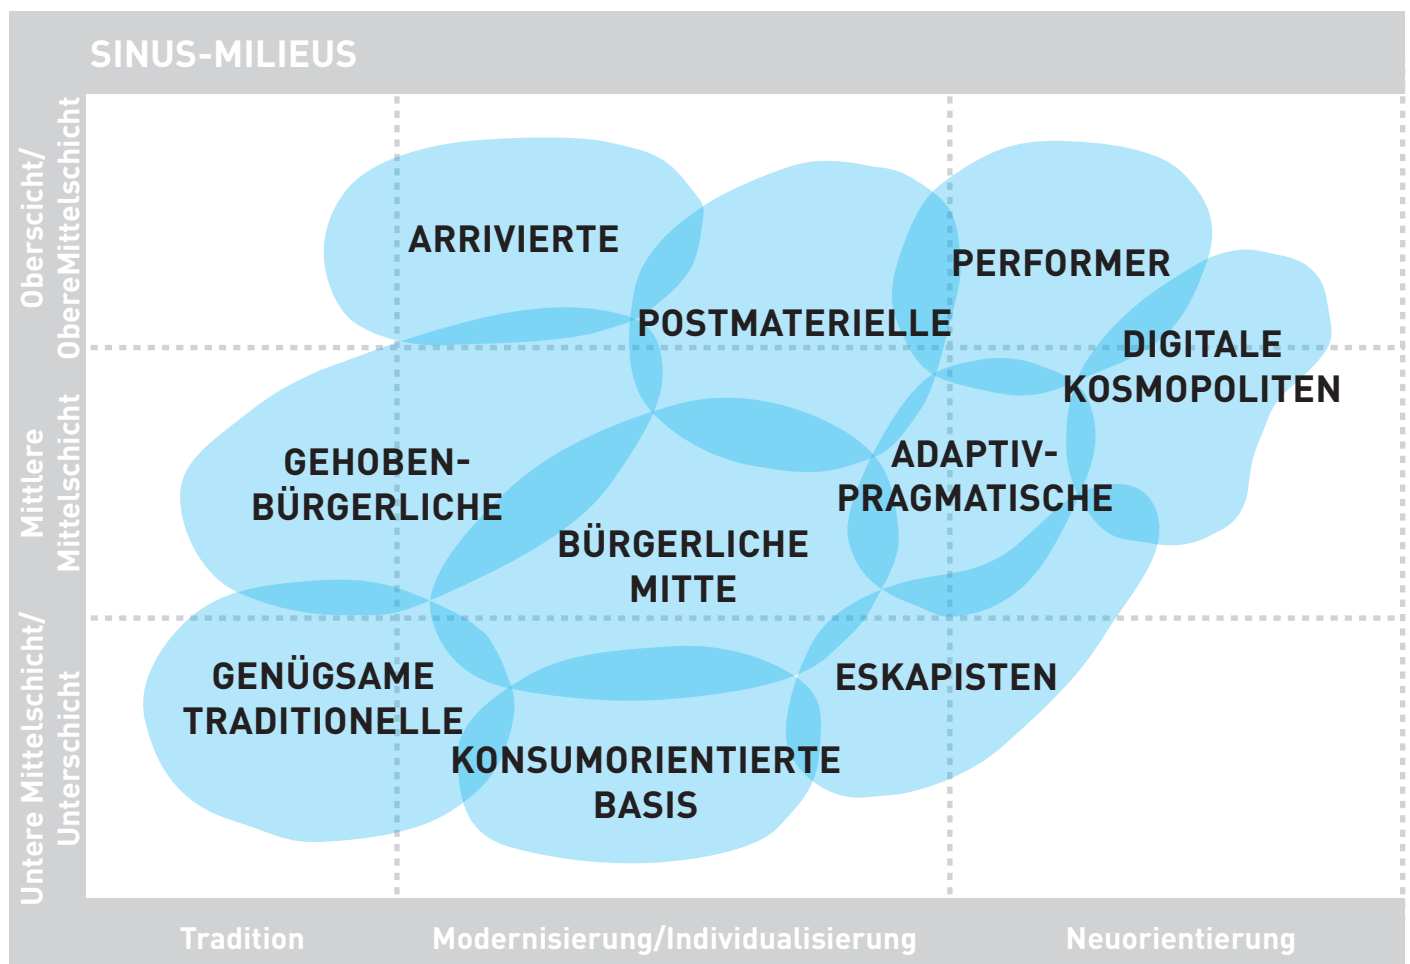 SINUS-MILIEUS
Oberscicht/
ObereMittelschicht
Mittlere
Mittelschicht
Untere Mittelschicht/
Unterschicht
ARRIVIERTE
PERFORMER
POSTMATERIELLE
DIGITALE
KOSMOPOLITEN
GEHOBEN-
BÜRGERLICHE
ADAPTIV-
PRAGMATISCHE
BÜRGERLICHE
MITTE
GENÜGSAME
TRADITIONELLE
ESKAPISTEN
KONSUMORIENTIERTE
BASIS
Tradition
Modernisierung/Individualisierung
Neuorientierung